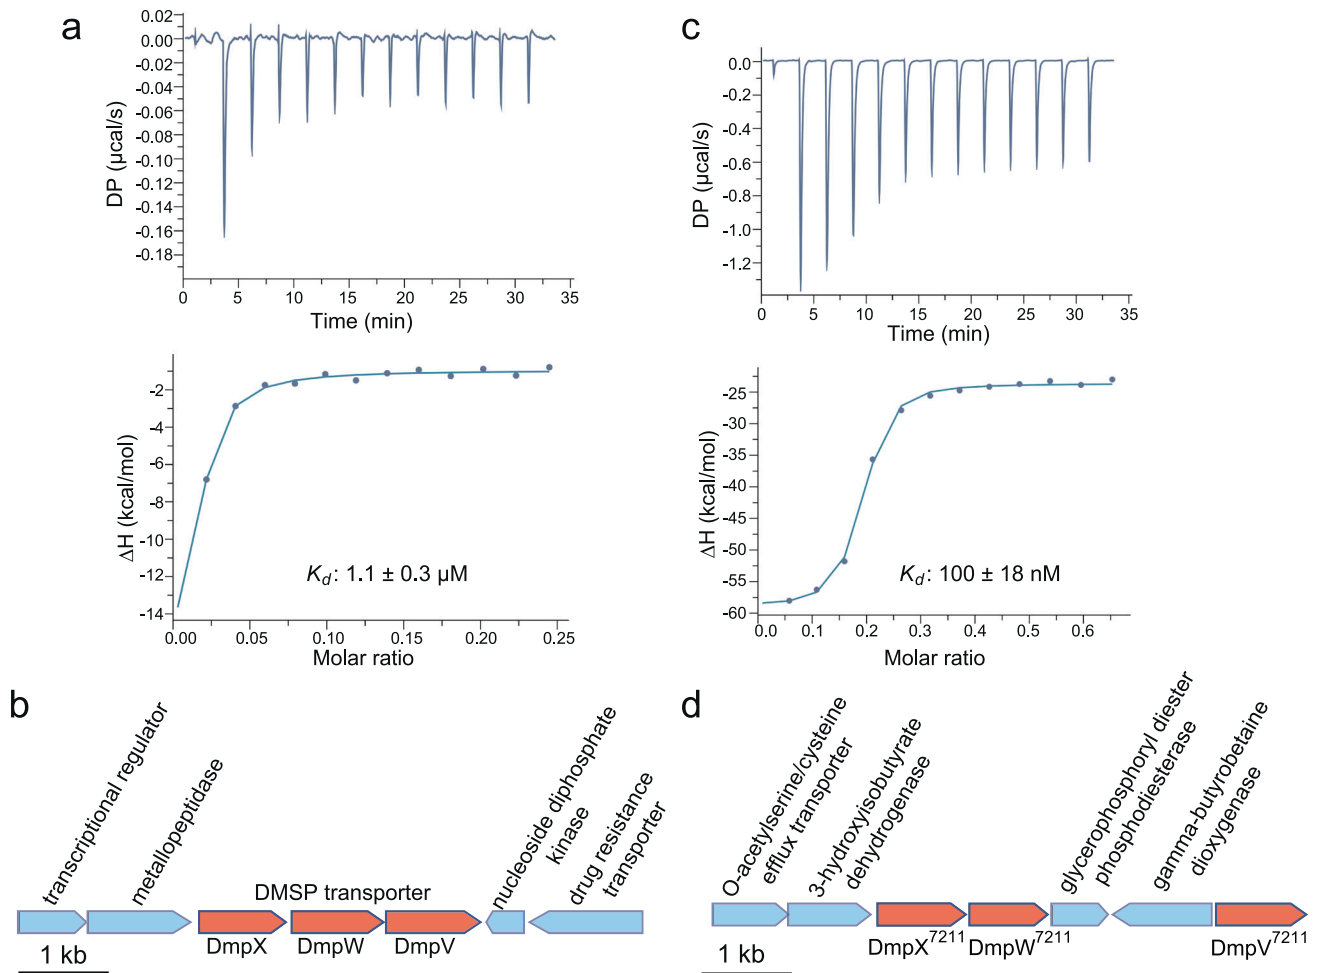 a
0.02
0.00
-0.02
-0.04
-0.06
-0.08
-0.10
-0.12
-0.14
-0.16
-0.18
DP (µcal/s)
0 5 10 15 20 25 30 35
Time (min)
-2
-4
-6
-8
-10
-12
-14
ΔH (kcal/mol)
Kd: 1.1 ± 0.3 µM
0.00 0.05 0.10 0.15 0.20 0.25
Molar ratio
c
0.0
-0.2
-0.4
-0.6
-0.8
-1.0
-1.2
DP (µcal/s)
0 5 10 15 20 25 30 35
Time (min)
-25
-30
-35
-40
-45
-50
-55
-60
ΔH (kcal/mol)
Kd: 100 ± 18 nM
0.0 0.1 0.2 0.3 0.4 0.5 0.6
Molar ratio
b
transcriptional regulator
metallopeptidase
DMSP transporter
nucleoside diphosphate
kinase
drug resistance
transporter
DmpX DmpW DmpV
1 kb
d
O-acetylserine/cysteine
efflux transporter
3-hydroxyisobutyrate
dehydrogenase
glycerophosphoryl diester
phosphodiesterase
gamma-butyrobetaine
dioxygenase
DmpX⁷²¹¹ DmpW⁷²¹¹ DmpV⁷²¹¹
1 kb